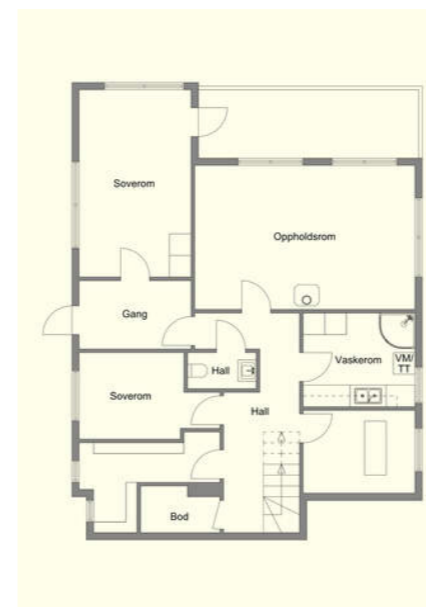 Soverom
Oppholdsrom
Gang
Hall
Vaskerom
VM/
TT
Soverom
Hall
Bod